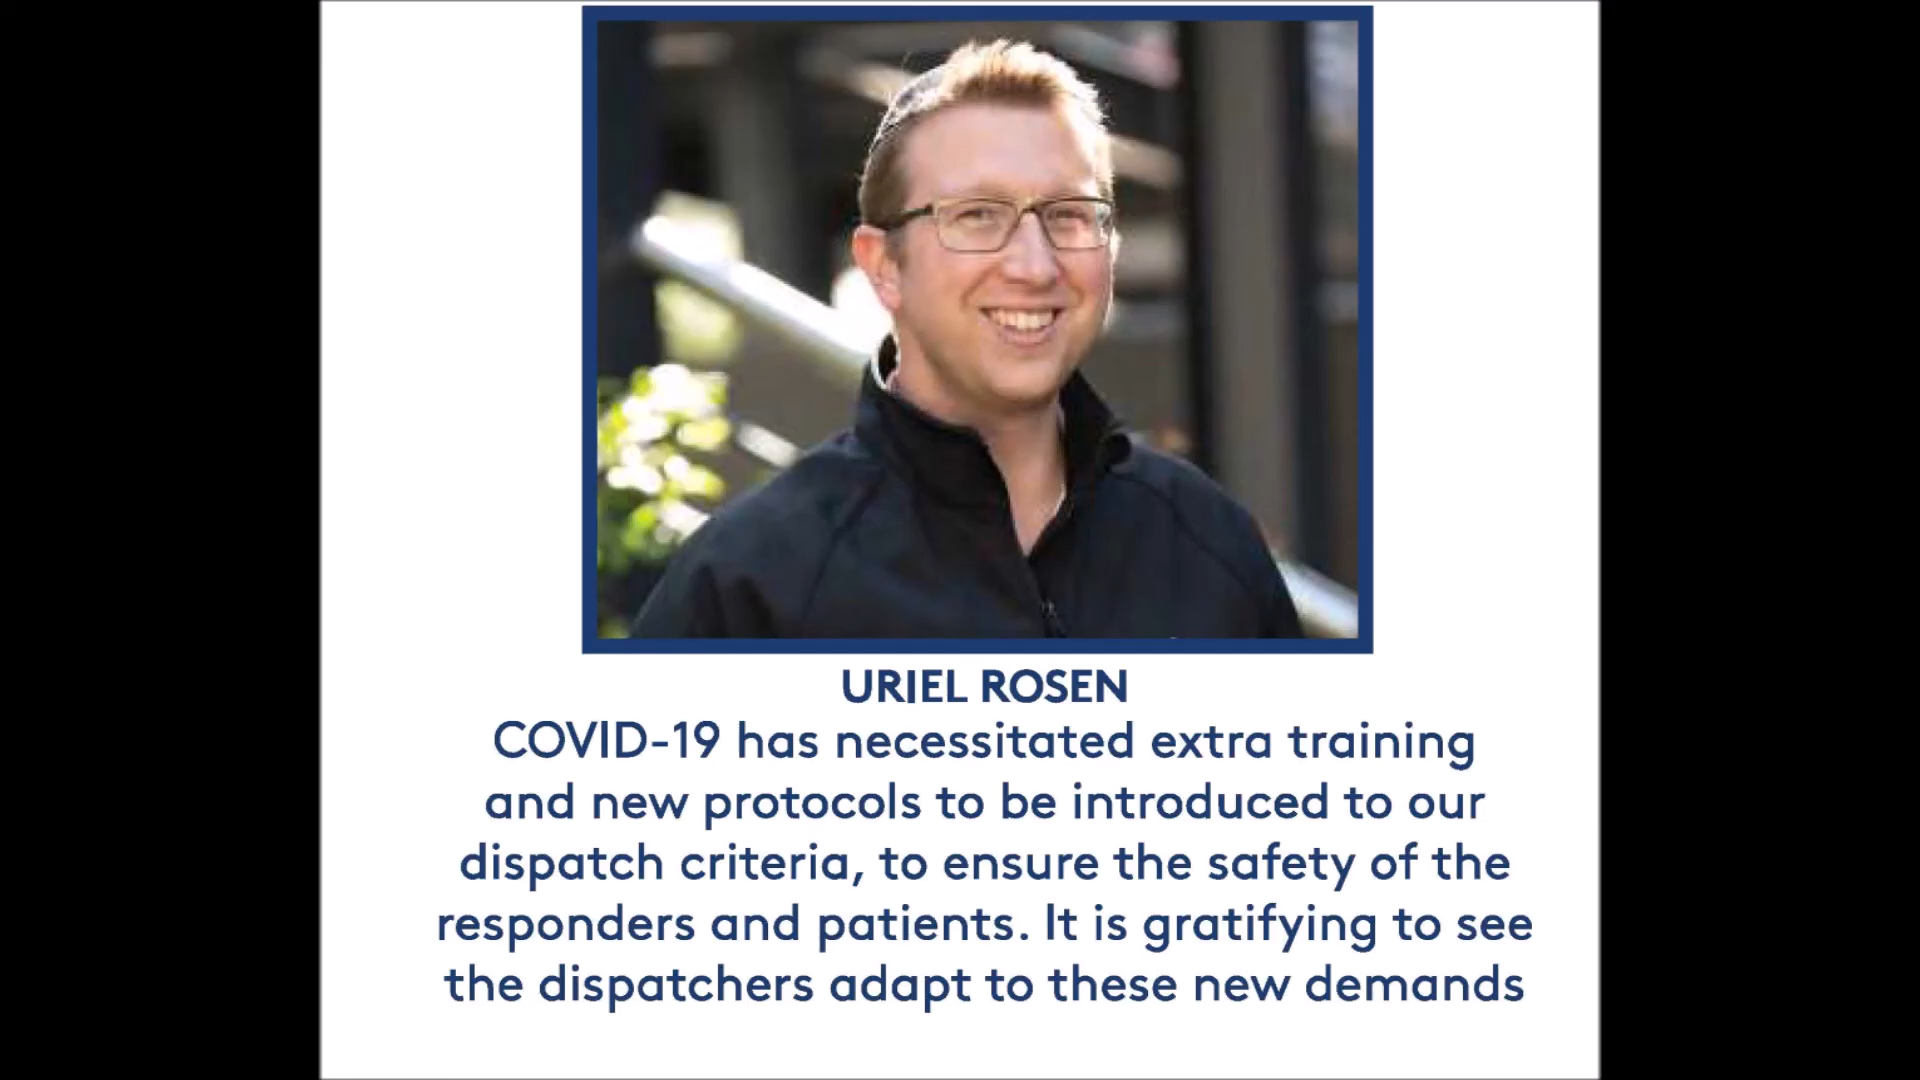 URIEL ROSEN
COVID-19 has necessitated extra training
and new protocols to be introduced to our
dispatch criteria, to ensure the safety of the
responders and patients. It is gratifying to see
the dispatchers adapt to these new demands